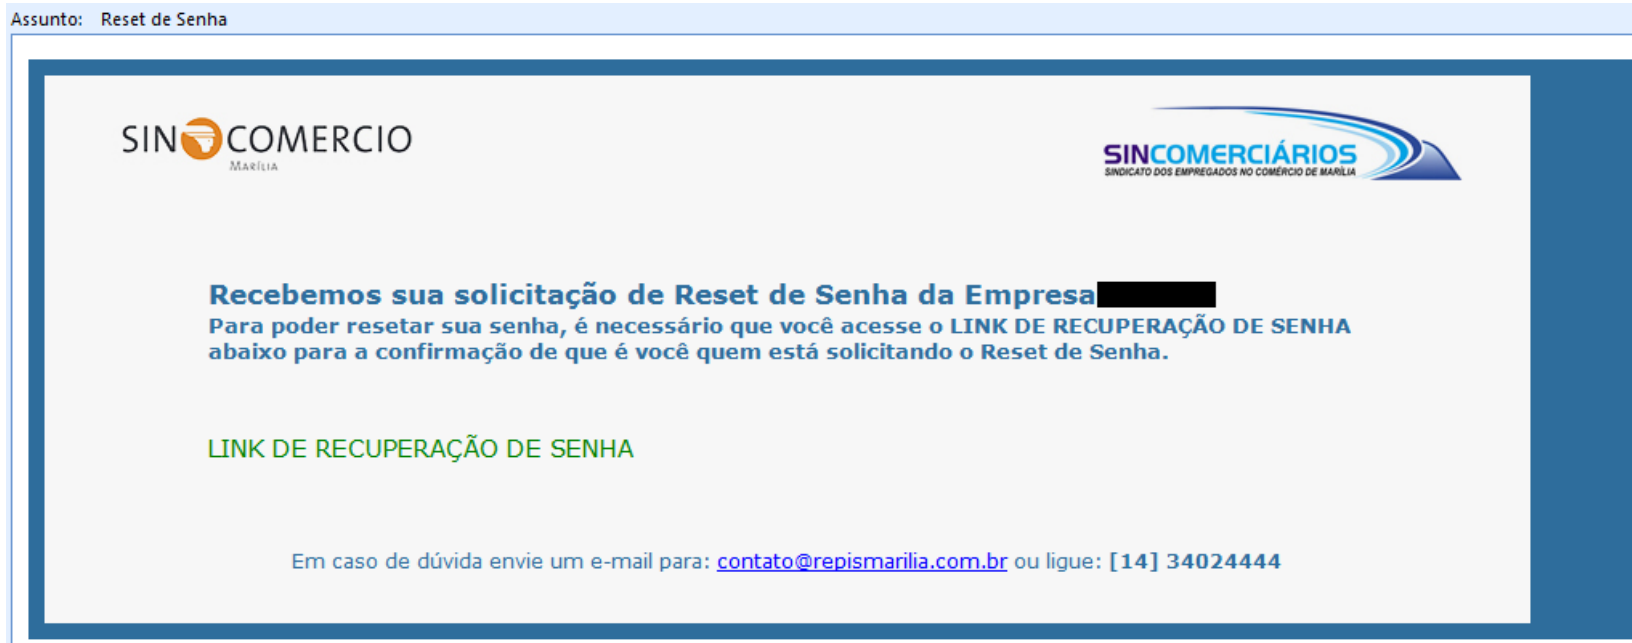 Assunto: Reset de Senha
SINCOMERCIO
MARÍLIA
SINCOMERCIÁRIOS
SINDICATO DOS EMPREGADOS NO COMÉRCIO DE MARÍLIA
Recebemos sua solicitação de Reset de Senha da Empresa
Para poder resetar sua senha, é necessário que você acesse o LINK DE RECUPERAÇÃO DE SENHA
abaixo para a confirmação de que é você quem está solicitando o Reset de Senha.
LINK DE RECUPERAÇÃO DE SENHA
Em caso de dúvida envie um e-mail para: contato@repismarilia.com.br ou ligue: [14] 34024444